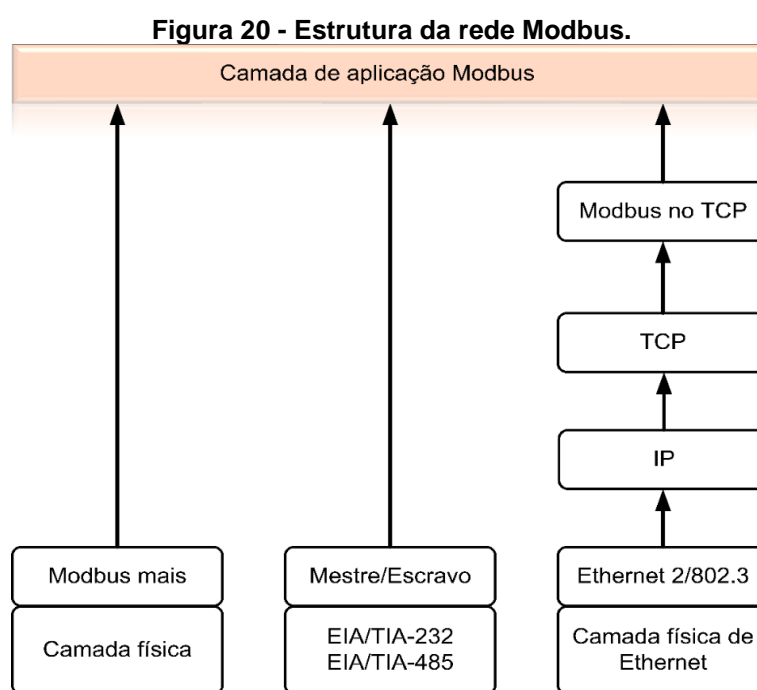 Figura 20 - Estrutura da rede Modbus.
Camada de aplicação Modbus
Modbus no TCP
TCP
IP
Modbus mais
Mestre/Escravo
Ethernet 2/802.3
Camada física
EIA/TIA-232
EIA/TIA-485
Camada física de
Ethernet